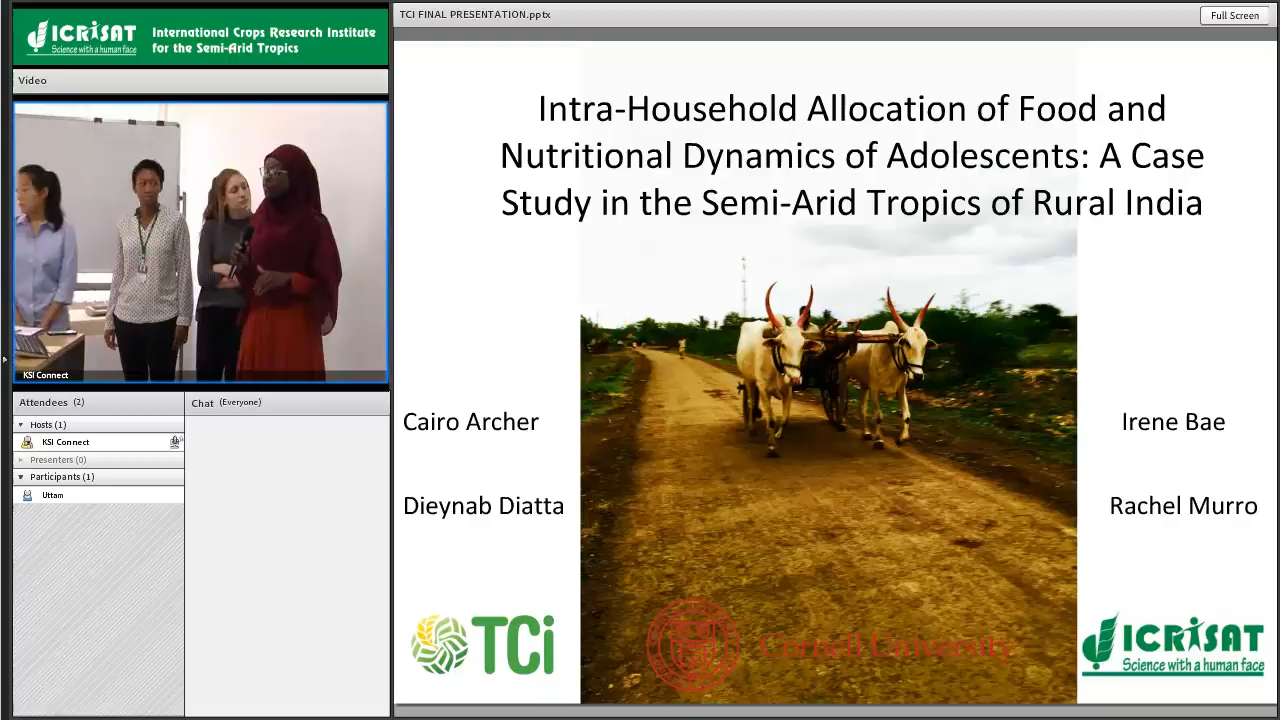 ICRISAT
Science with a human face
International Crops Research Institute
for the Semi-Arid Tropics
Video
KSI Connect
Attendees (2)
Hosts (1)
KSI Connect
Presenters (0)
Participants (1)
Uttam
Chat (Everyone)
TCI FINAL PRESENTATION.pptx
Full Screen
Intra-Household Allocation of Food and
Nutritional Dynamics of Adolescents: A Case
Study in the Semi-Arid Tropics of Rural India
Cairo Archer
Irene Bae
Dieynab Diatta
Rachel Murro
TCi
Cornell University
ICRISAT
Science with a human face